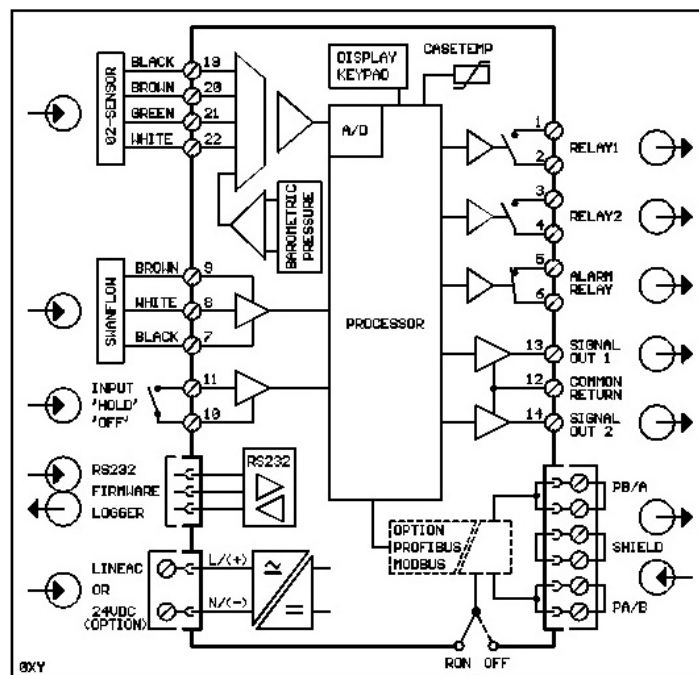 BLACK 19
BROWN 20
GREEN 21
WHITE 22
O2-SENSOR
DISPLAY
KEYPAD
CASETEMP
A/D
BAROMETRIC
PRESSURE
1
2
RELAY1
3
4
RELAY2
5
6
ALARM
RELAY
BROWN 9
WHITE 8
BLACK 7
SWANFLOW
PROCESSOR
13
SIGNAL
OUT 1
12
COMMON
RETURN
14
SIGNAL
OUT 2
INPUT
'HOLD'
'OFF'
11
10
RS232
FIRMWARE
LOGGER
RS232
OPTION
PROFIBUS
MODBUS
PB/A
SHIELD
PA/B
LINEAC
OR
24VDC
(OPTION)
L/(+)
N/(-)
RON OFF
OXY